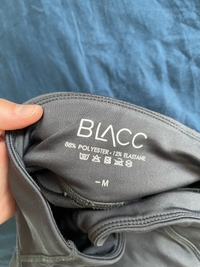 BLACC
88% POLYESTER • 12% ELASTANE
– M